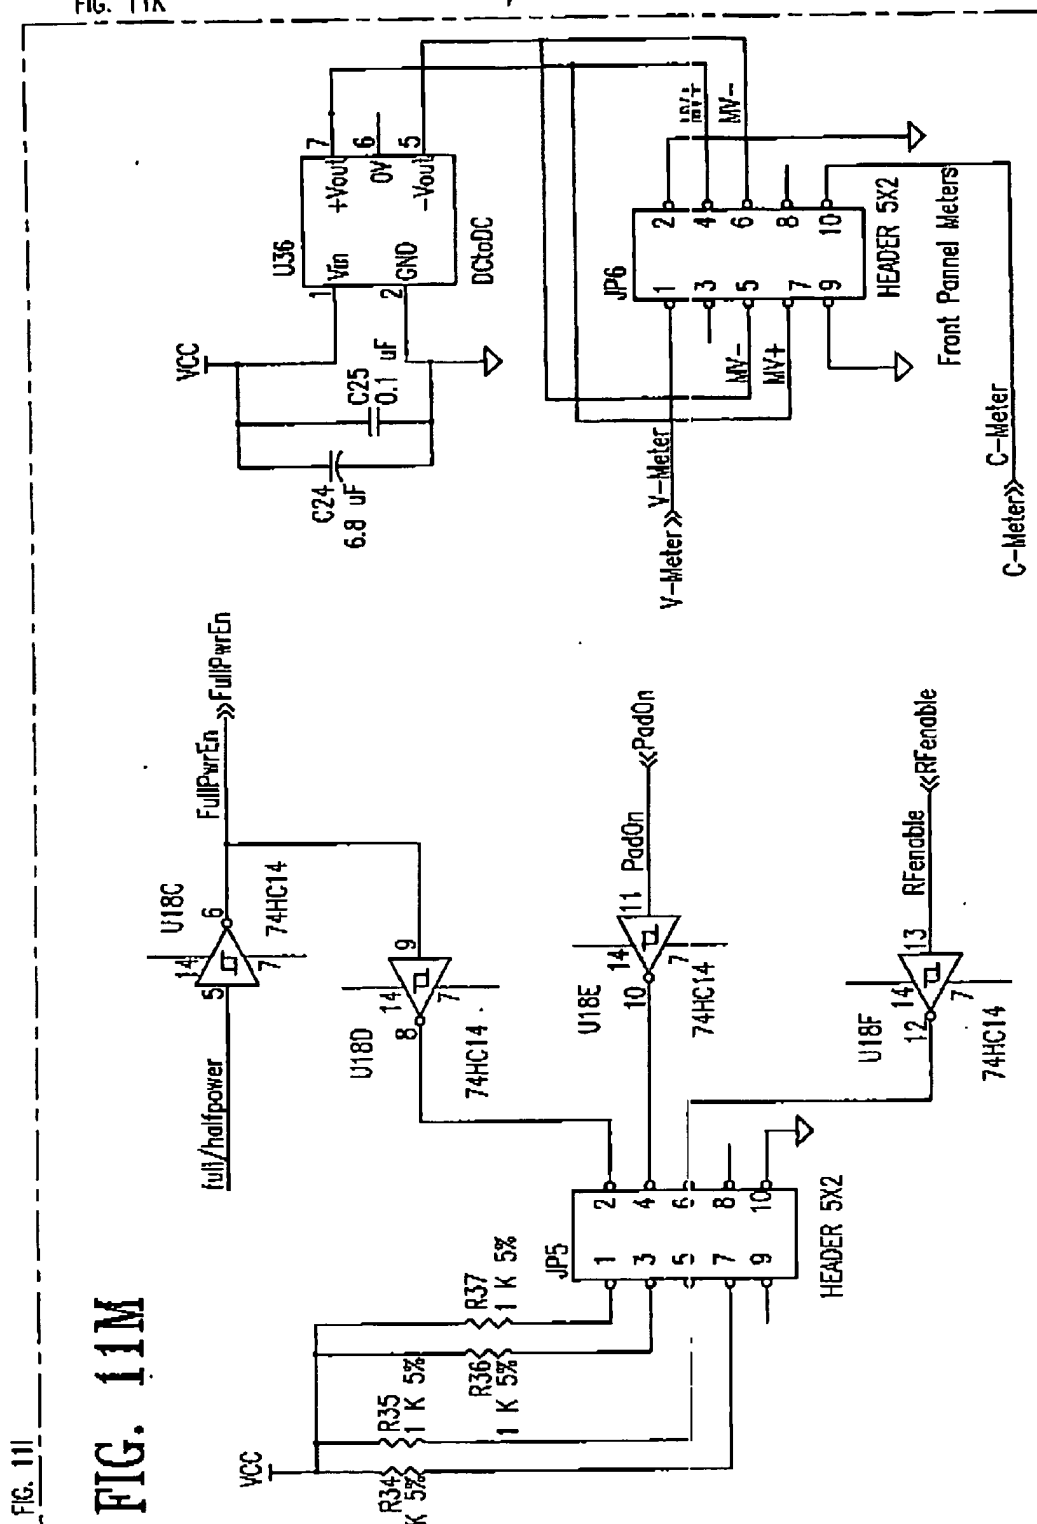 FIG. 11K
FIG. 11I
FIG. 11M
VCC
R34
K 5%
R35
1 K 5%
R36
1 K 5%
R37
1 K 5%
JP5
1 2
3 4
5 6
7 8
9 10
HEADER 5X2
full/halfpower
U18C
5 6
14
7
74HC14
FullPwrEn
FullPwrEn
U18D
8 9
14
7
74HC14
U18E
10 11
14
7
74HC14
PadOn
PadOn
U18F
12 13
14
7
74HC14
RFenable
RFenable
VCC
C24
6.8 uF
C25
0.1 uF
U36
1 Vin +Vout 7
0V 6
2 GND -Vout 5
DCtoDC
V-Meter
V-Meter
JP6
1 2
3 4
5 6
7 8
9 10
MV-
MV+
MV+
MV-
HEADER 5X2
Front Pannel Meters
C-Meter
C-Meter